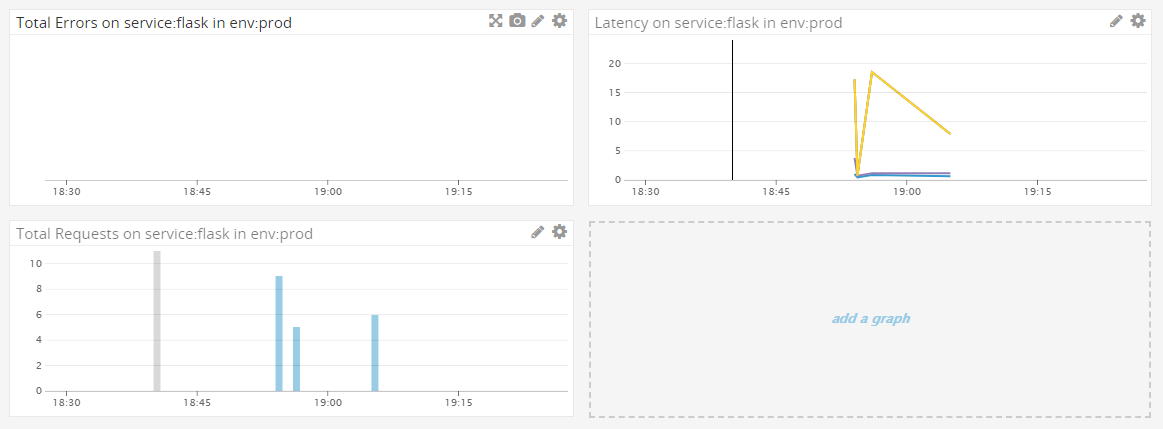 Total Errors on service:flask in env:prod
18:30 18:45 19:00 19:15
Latency on service:flask in env:prod
20
15
10
5
0
18:30 18:45 19:00 19:15
Total Requests on service:flask in env:prod
10
8
6
4
2
0
18:30 18:45 19:00 19:15
add a graph